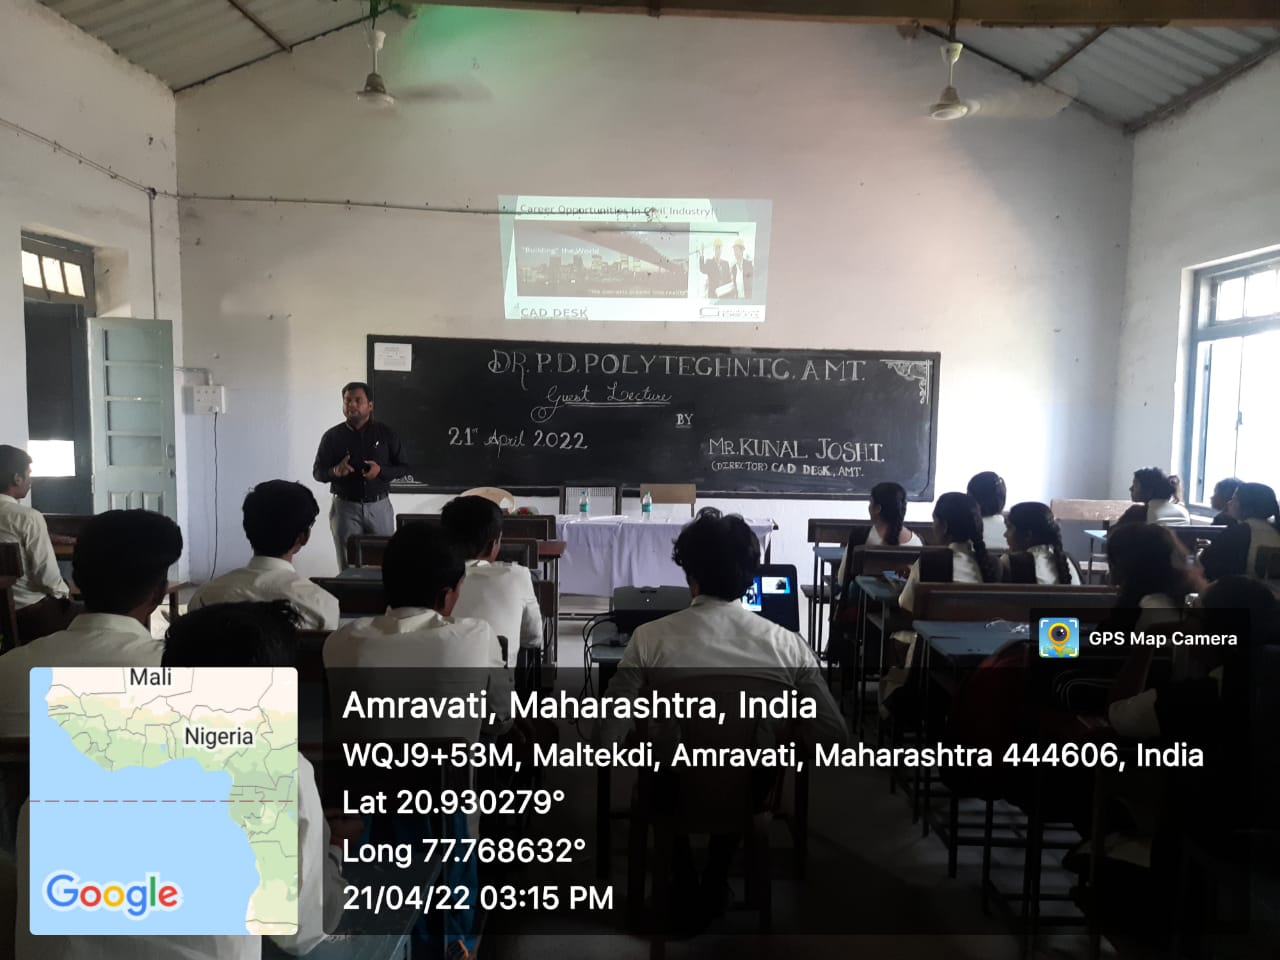 Career Opportunities In Civil Industry!
"Building" the World
CAD DESK
DR. P.D. POLYTECHNIC. AMT.
Guest Lecture
BY
21st April 2022
MR. KUNAL JOSHI.
(DIRECTOR) CAD DESK, AMT.
GPS Map Camera
Mali
Nigeria
Google
Amravati, Maharashtra, India
WQJ9+53M, Maltekdi, Amravati, Maharashtra 444606, India
Lat 20.930279°
Long 77.768632°
21/04/22 03:15 PM